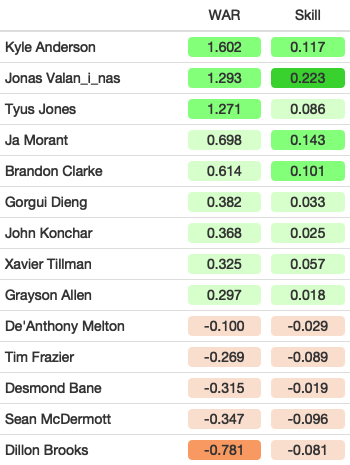 WAR Skill
Kyle Anderson 1.602 0.117
Jonas Valan_i_nas 1.293 0.223
Tyus Jones 1.271 0.086
Ja Morant 0.698 0.143
Brandon Clarke 0.614 0.101
Gorgui Dieng 0.382 0.033
John Konchar 0.368 0.025
Xavier Tillman 0.325 0.057
Grayson Allen 0.297 0.018
De'Anthony Melton -0.100 -0.029
Tim Frazier -0.269 -0.089
Desmond Bane -0.315 -0.019
Sean McDermott -0.347 -0.096
Dillon Brooks -0.781 -0.081